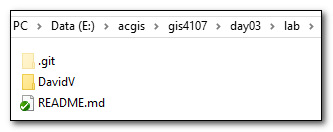 PC > Data (E:) > acgis > gis4107 > day03 > lab >
.git
DavidV
README.md